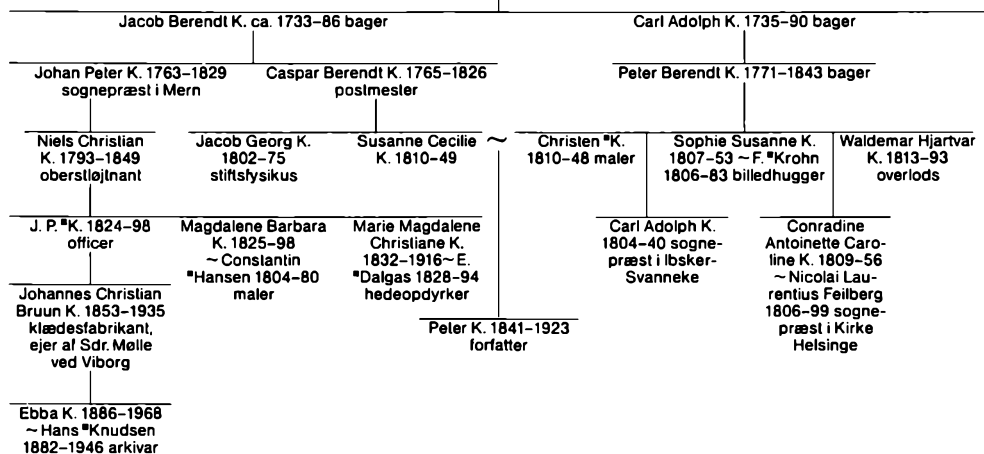 Jacob Berendt K. ca. 1733–86 bager
Carl Adolph K. 1735–90 bager
Johan Peter K. 1763–1829
sognepræst i Mern
Caspar Berendt K. 1765–1826
postmester
Peter Berendt K. 1771–1843 bager
Niels Christian
K. 1793–1849
oberstløjtnant
Jacob Georg K.
1802–75
stiftsfysikus
Susanne Cecilie
K. 1810–49
~
Christen *K.
1810–48 maler
Sophie Susanne K.
1807–53 ~ F. *Krohn
1806–83 billedhugger
Waldemar Hjartvar
K. 1813–93
overlods
J. P. *K. 1824–98
officer
Magdalene Barbara
K. 1825–98
~ Constantin
*Hansen 1804–80
maler
Marie Magdalene
Christiane K.
1832–1916 ~ E.
*Dalgas 1828–94
hedeopdyrker
Carl Adolph K.
1804–40 sogne-
præst i Ibsker-
Svanneke
Conradine
Antoinette Caro-
line K. 1809–56
~ Nicolai Lau-
rentius Feilberg
1806–99 sogne-
præst i Kirke
Helsinge
Johannes Christian
Bruun K. 1853–1935
klædesfabrikant,
ejer af Sdr. Mølle
ved Viborg
Peter K. 1841–1923
forfatter
Ebba K. 1886–1968
~ Hans *Knudsen
1882–1946 arkivar